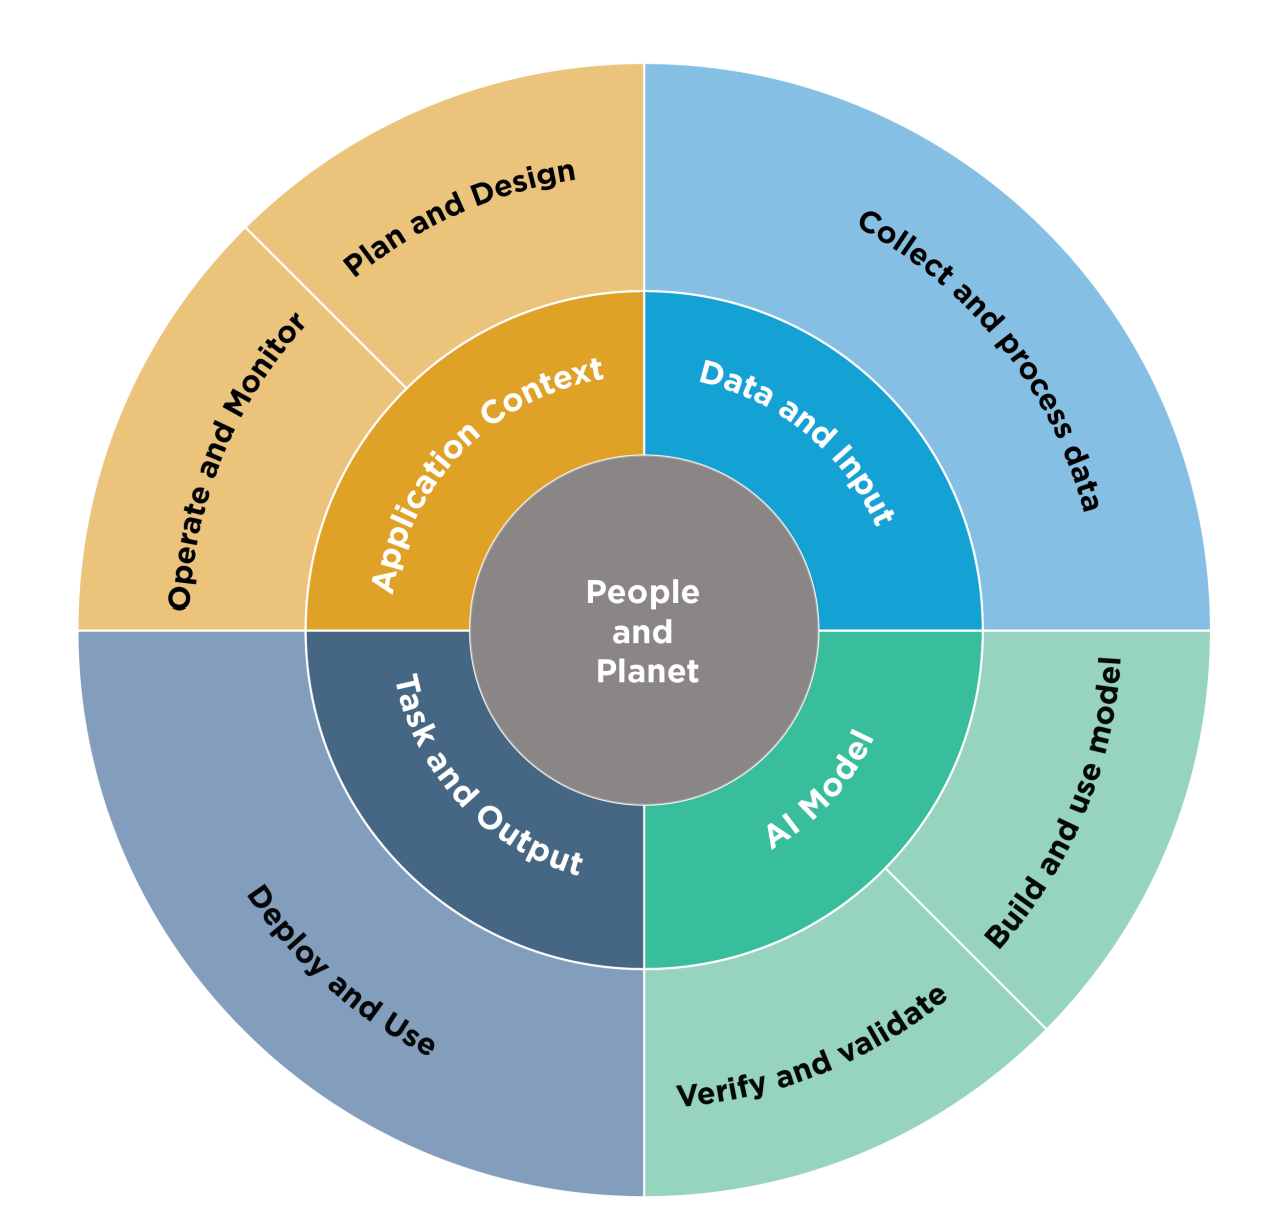 Plan and Design
Collect and process data
Operate and Monitor
Application Context
Data and Input
People
and
Planet
Task and Output
AI Model
Build and use model
Deploy and Use
Verify and validate